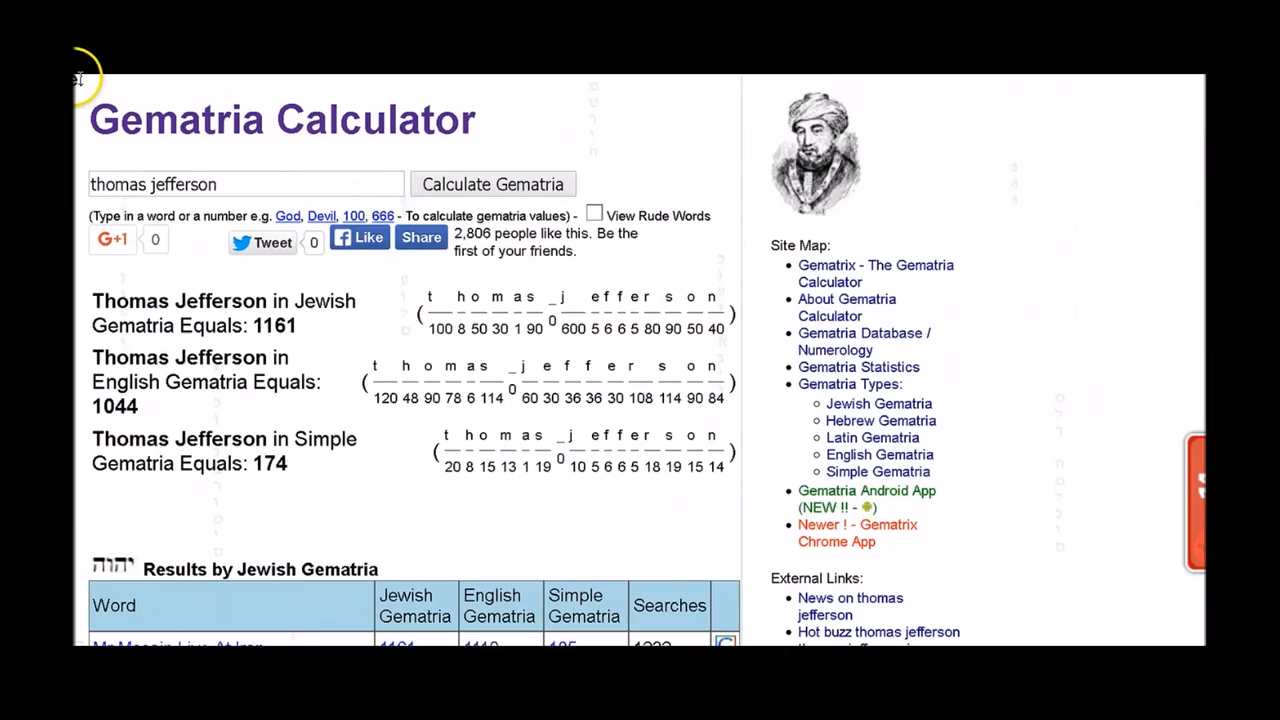 Gematria Calculator
thomas jefferson
Calculate Gematria
(Type in a word or a number e.g. God, Devil, 100, 666 - To calculate gematria values) - View Rude Words
G+1 0
Tweet 0
Like
Share
2,806 people like this. Be the
first of your friends.
Thomas Jefferson in Jewish
Gematria Equals: 1161
t h o m a s _ j e f f e r s o n
( 100 8 50 30 1 90 0 600 5 6 6 5 80 90 50 40 )
Thomas Jefferson in
English Gematria Equals:
1044
t h o m a s _ j e f f e r s o n
( 120 48 90 78 6 114 0 60 30 36 36 30 108 114 90 84 )
Thomas Jefferson in Simple
Gematria Equals: 174
t h o m a s _ j e f f e r s o n
( 20 8 15 13 1 19 0 10 5 6 6 5 18 19 15 14 )
יהוה Results by Jewish Gematria
Word
Jewish
Gematria
English
Gematria
Simple
Gematria
Searches
Site Map:
Gematrix - The Gematria
Calculator
About Gematria
Calculator
Gematria Database /
Numerology
Gematria Statistics
Gematria Types:
Jewish Gematria
Hebrew Gematria
Latin Gematria
English Gematria
Simple Gematria
Gematria Android App
(NEW !! - )
Newer ! - Gematrix
Chrome App
External Links:
News on thomas
jefferson
Hot buzz thomas jefferson